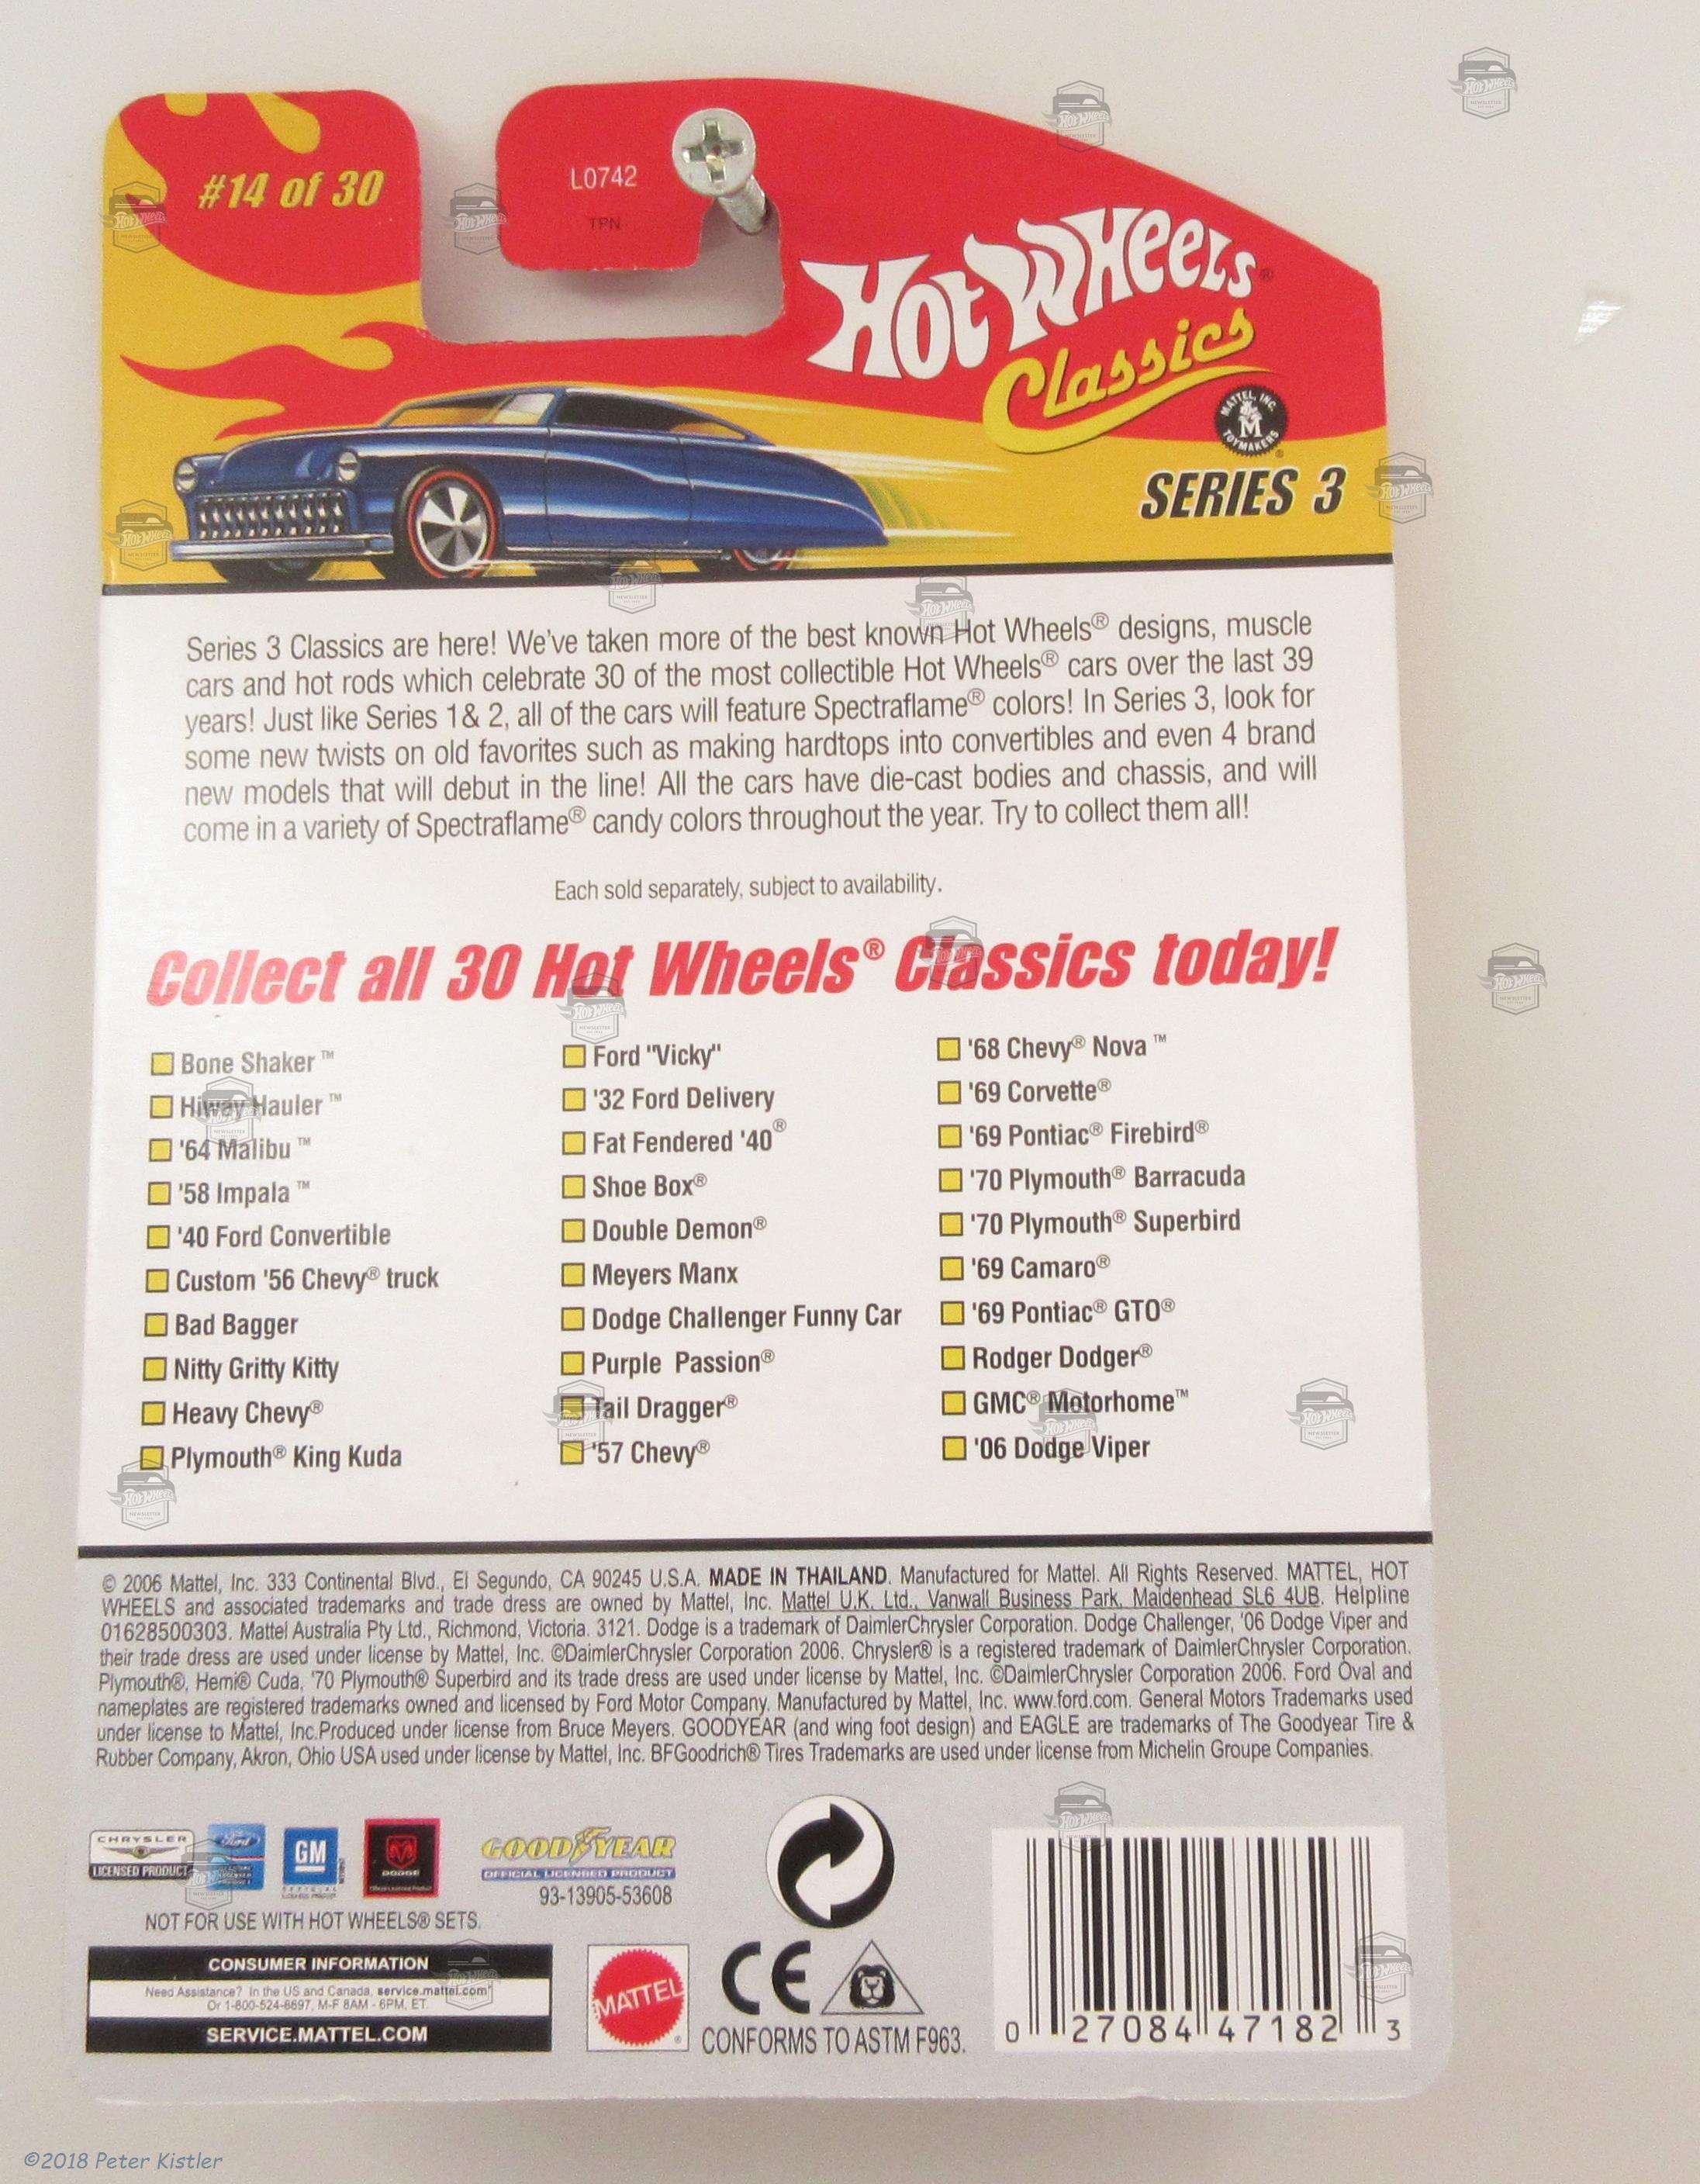 #14 of 30
L0742
TPN
Hot Wheels®
Classics
MATTEL, INC.
M
TOYMAKERS
®
SERIES 3
Series 3 Classics are here! We've taken more of the best known Hot Wheels® designs, muscle
cars and hot rods which celebrate 30 of the most collectible Hot Wheels® cars over the last 39
years! Just like Series 1& 2, all of the cars will feature Spectraflame® colors! In Series 3, look for
some new twists on old favorites such as making hardtops into convertibles and even 4 brand
new models that will debut in the line! All the cars have die-cast bodies and chassis, and will
come in a variety of Spectraflame® candy colors throughout the year. Try to collect them all!
Each sold separately, subject to availability.
Collect all 30 Hot Wheels® Classics today!
Bone Shaker™
Hiway Hauler™
'64 Malibu™
'58 Impala™
'40 Ford Convertible
Custom '56 Chevy® truck
Bad Bagger
Nitty Gritty Kitty
Heavy Chevy®
Plymouth® King Kuda
Ford "Vicky"
'32 Ford Delivery
Fat Fendered '40®
Shoe Box®
Double Demon®
Meyers Manx
Dodge Challenger Funny Car
Purple Passion®
Tail Dragger®
'57 Chevy®
'68 Chevy® Nova™
'69 Corvette®
'69 Pontiac® Firebird®
'70 Plymouth® Barracuda
'70 Plymouth® Superbird
'69 Camaro®
'69 Pontiac® GTO®
Rodger Dodger®
GMC® Motorhome™
'06 Dodge Viper
© 2006 Mattel, Inc. 333 Continental Blvd., El Segundo, CA 90245 U.S.A. MADE IN THAILAND. Manufactured for Mattel. All Rights Reserved. MATTEL, HOT
WHEELS and associated trademarks and trade dress are owned by Mattel, Inc. Mattel U.K. Ltd., Vanwall Business Park, Maidenhead SL6 4UB. Helpline
01628500303. Mattel Australia Pty Ltd., Richmond, Victoria. 3121. Dodge is a trademark of DaimlerChrysler Corporation. Dodge Challenger, '06 Dodge Viper and
their trade dress are used under license by Mattel, Inc. ©DaimlerChrysler Corporation 2006. Chrysler® is a registered trademark of DaimlerChrysler Corporation.
Plymouth®, Hemi® Cuda, '70 Plymouth® Superbird and its trade dress are used under license by Mattel, Inc. ©DaimlerChrysler Corporation 2006. Ford Oval and
nameplates are registered trademarks owned and licensed by Ford Motor Company. Manufactured by Mattel, Inc. www.ford.com. General Motors Trademarks used
under license to Mattel, Inc.Produced under license from Bruce Meyers. GOODYEAR (and wing foot design) and EAGLE are trademarks of The Goodyear Tire &
Rubber Company, Akron, Ohio USA used under license by Mattel, Inc. BFGoodrich® Tires Trademarks are used under license from Michelin Groupe Companies.
CHRYSLER
LICENSED PRODUCT
Ford
GM
DODGE
GOODYEAR
OFFICIAL LICENSED PRODUCT
93-13905-53608
NOT FOR USE WITH HOT WHEELS® SETS.
CONSUMER INFORMATION
Need Assistance? In the US and Canada, service.mattel.com
Or 1-800-524-8697, M-F 8AM - 6PM, ET.
SERVICE.MATTEL.COM
MATTEL
®
CE
CONFORMS TO ASTM F963.
0 27084 47182 3
©2018 Peter Kistler